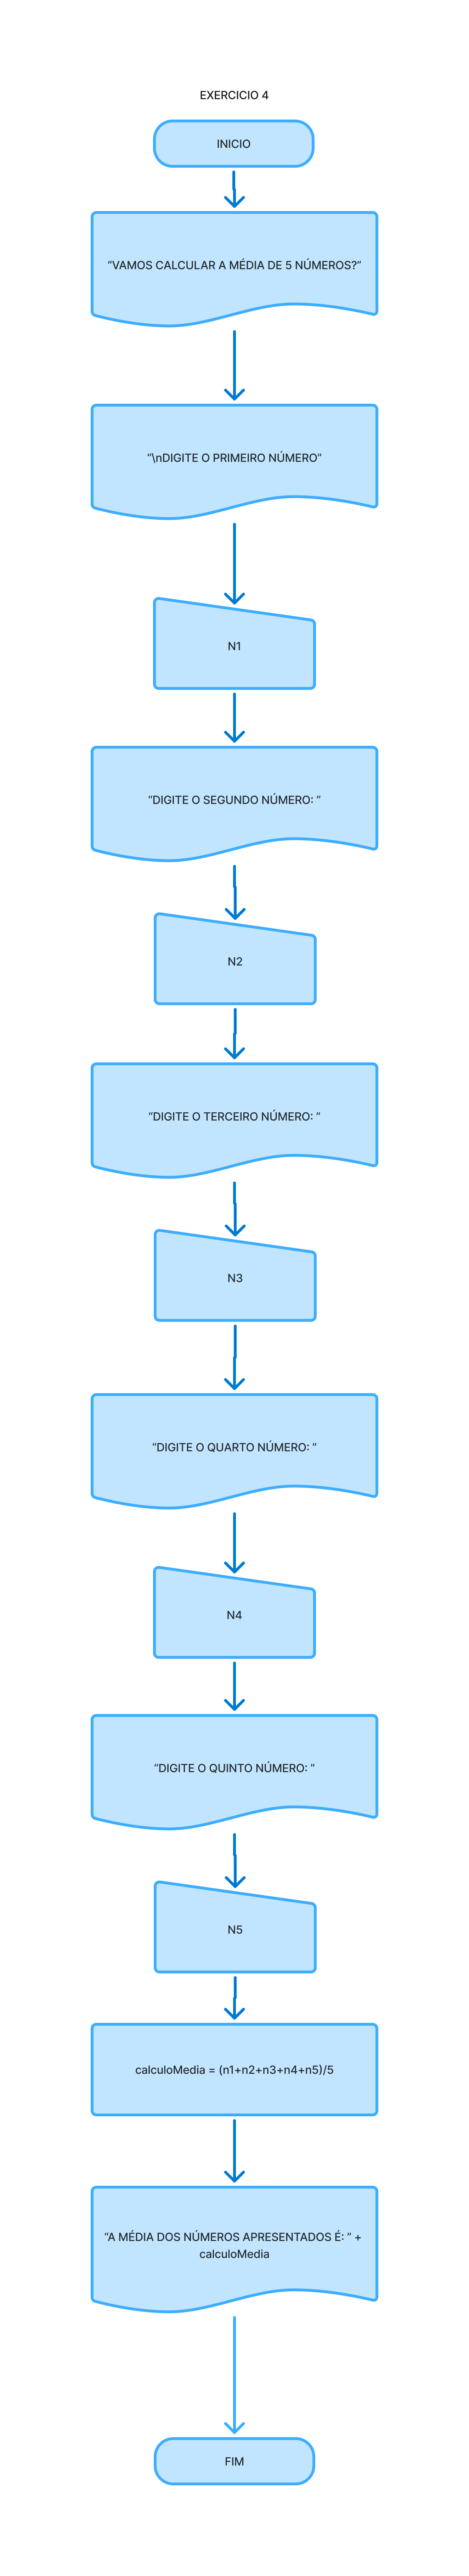 EXERCICIO 4
INICIO
“VAMOS CALCULAR A MÉDIA DE 5 NÚMEROS?”
“\nDIGITE O PRIMEIRO NÚMERO”
N1
“DIGITE O SEGUNDO NÚMERO: ”
N2
“DIGITE O TERCEIRO NÚMERO: ”
N3
“DIGITE O QUARTO NÚMERO: ”
N4
“DIGITE O QUINTO NÚMERO: ”
N5
calculoMedia = (n1+n2+n3+n4+n5)/5
“A MÉDIA DOS NÚMEROS APRESENTADOS É: ” +
calculoMedia
FIM